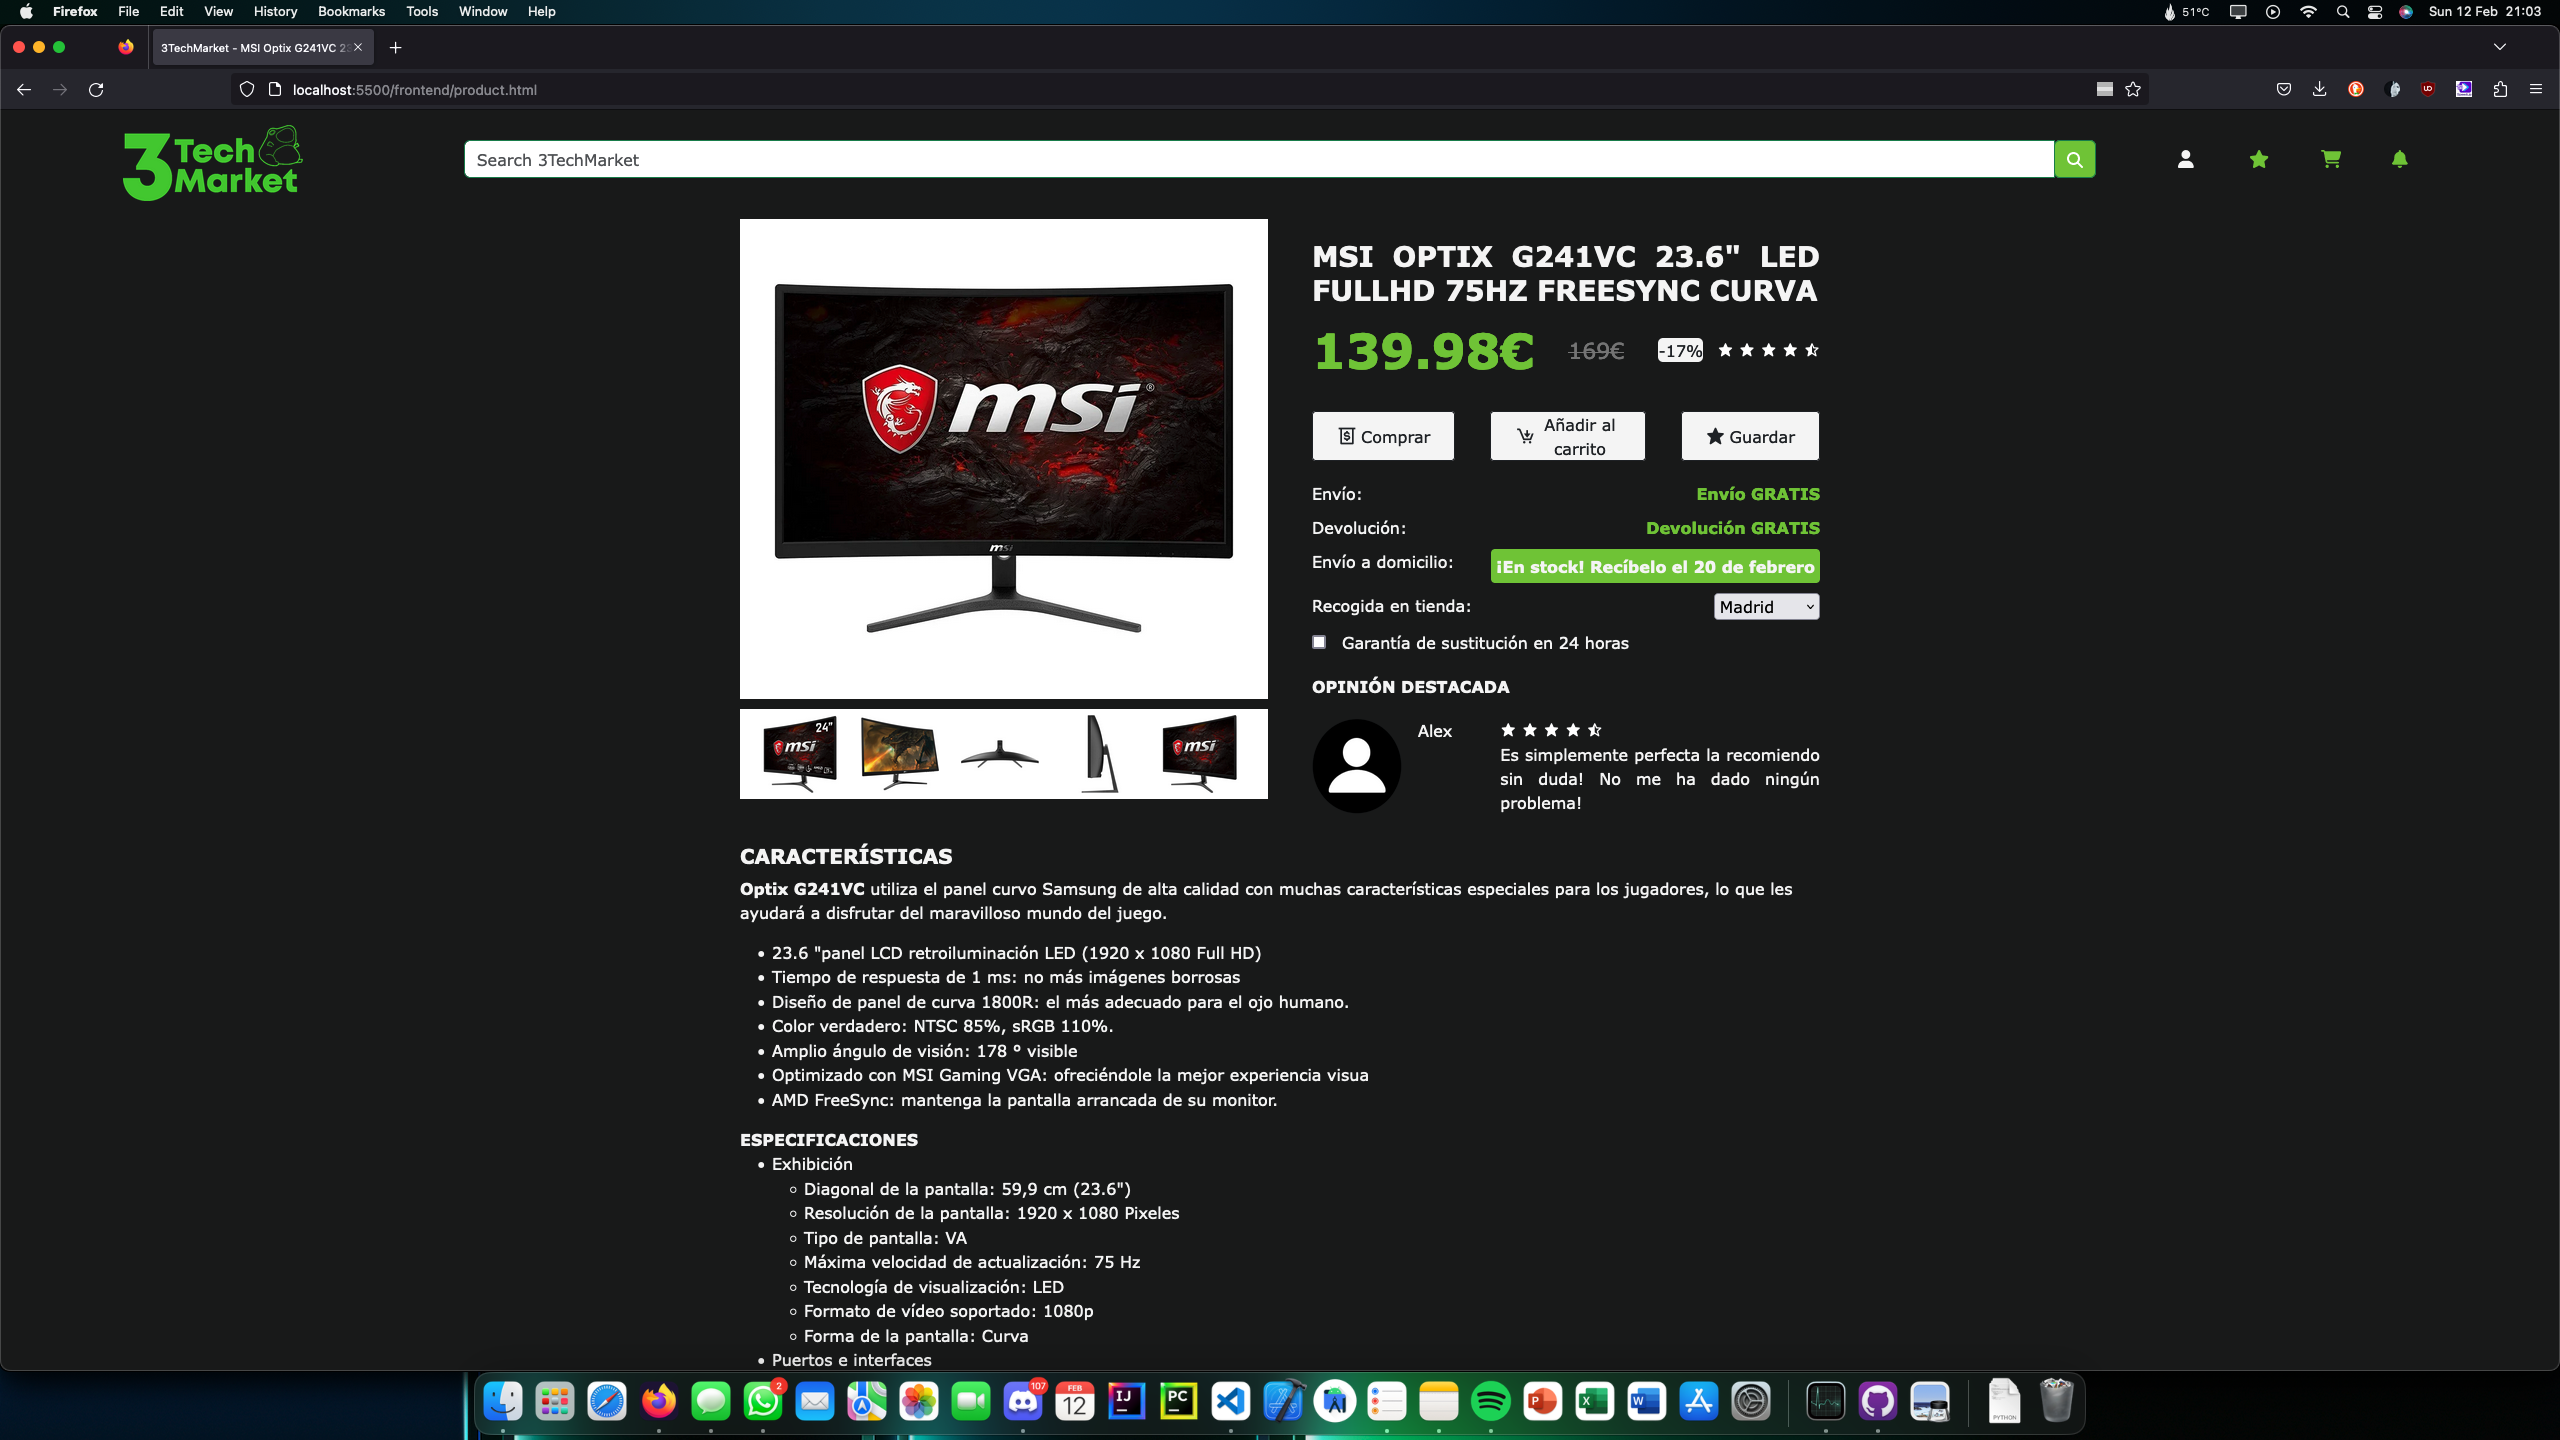 Firefox File Edit View History Bookmarks Tools Window Help 51°C Sun 12 Feb 21:03
3TechMarket - MSI Optix G241VC 23
localhost:5500/frontend/product.html
3 Tech Market
Search 3TechMarket
msi
msi
MSI OPTIX G241VC 23.6" LED
FULLHD 75HZ FREESYNC CURVA
139.98€ 169€ -17%
Comprar
Añadir al
carrito
Guardar
Envío: Envío GRATIS
Devolución: Devolución GRATIS
Envío a domicilio: ¡En stock! Recíbelo el 20 de febrero
Recogida en tienda: Madrid
Garantía de sustitución en 24 horas
OPINIÓN DESTACADA
Alex
Es simplemente perfecta la recomiendo
sin duda! No me ha dado ningún
problema!
24"
msi
msi
CARACTERÍSTICAS
Optix G241VC utiliza el panel curvo Samsung de alta calidad con muchas características especiales para los jugadores, lo que les
ayudará a disfrutar del maravilloso mundo del juego.
• 23.6 "panel LCD retroiluminación LED (1920 x 1080 Full HD)
• Tiempo de respuesta de 1 ms: no más imágenes borrosas
• Diseño de panel de curva 1800R: el más adecuado para el ojo humano.
• Color verdadero: NTSC 85%, sRGB 110%.
• Amplio ángulo de visión: 178 ° visible
• Optimizado con MSI Gaming VGA: ofreciéndole la mejor experiencia visua
• AMD FreeSync: mantenga la pantalla arrancada de su monitor.
ESPECIFICACIONES
• Exhibición
◦ Diagonal de la pantalla: 59,9 cm (23.6")
◦ Resolución de la pantalla: 1920 x 1080 Pixeles
◦ Tipo de pantalla: VA
◦ Máxima velocidad de actualización: 75 Hz
◦ Tecnología de visualización: LED
◦ Formato de vídeo soportado: 1080p
◦ Forma de la pantalla: Curva
• Puertos e interfaces
2
107
FEB
12
IJ
PC
P
X
W
PYTHON